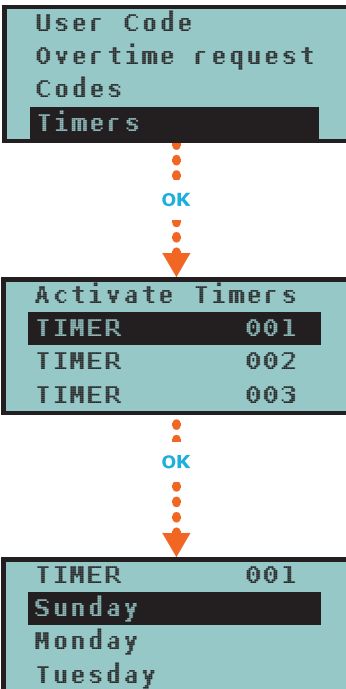 User Code
Overtime request
Codes
Timers
OK
Activate Timers
TIMER 001
TIMER 002
TIMER 003
OK
TIMER 001
Sunday
Monday
Tuesday